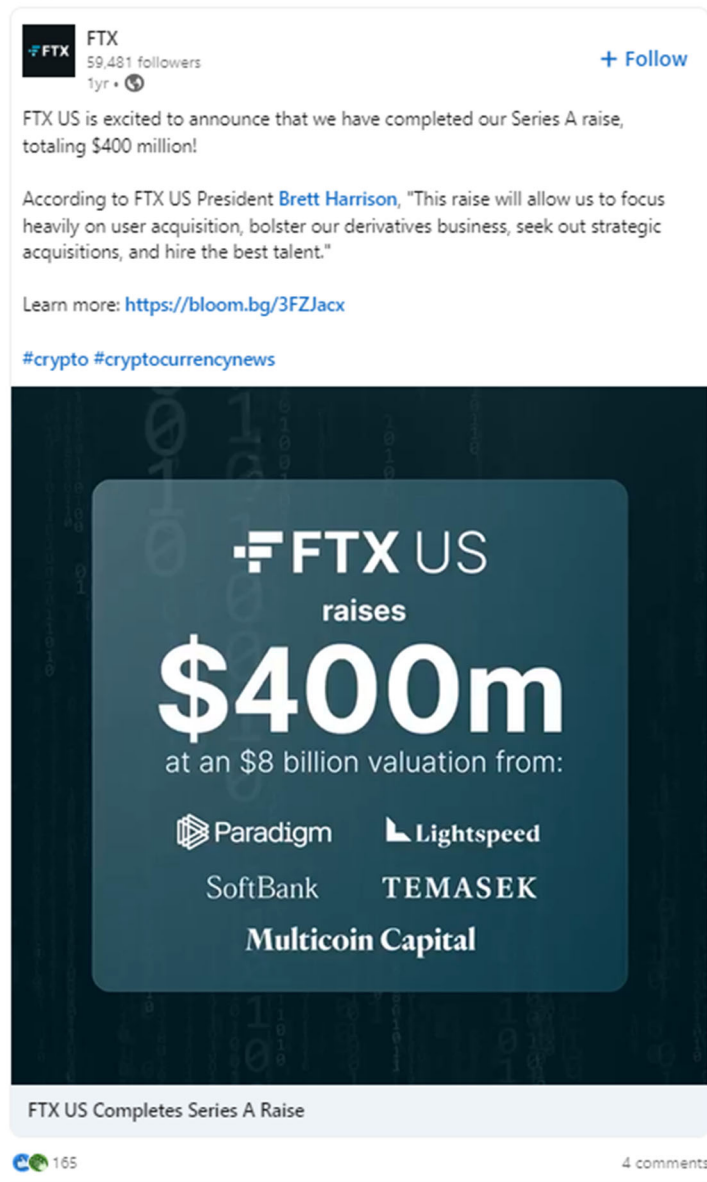 FTX
FTX
59,481 followers
1yr •
+ Follow
FTX US is excited to announce that we have completed our Series A raise,
totaling $400 million!
According to FTX US President Brett Harrison, "This raise will allow us to focus
heavily on user acquisition, bolster our derivatives business, seek out strategic
acquisitions, and hire the best talent."
Learn more: https://bloom.bg/3FZJacx
#crypto #cryptocurrencynews
FTX US
raises
$400m
at an $8 billion valuation from:
Paradigm
Lightspeed
SoftBank
TEMASEK
Multicoin Capital
FTX US Completes Series A Raise
165
4 comments